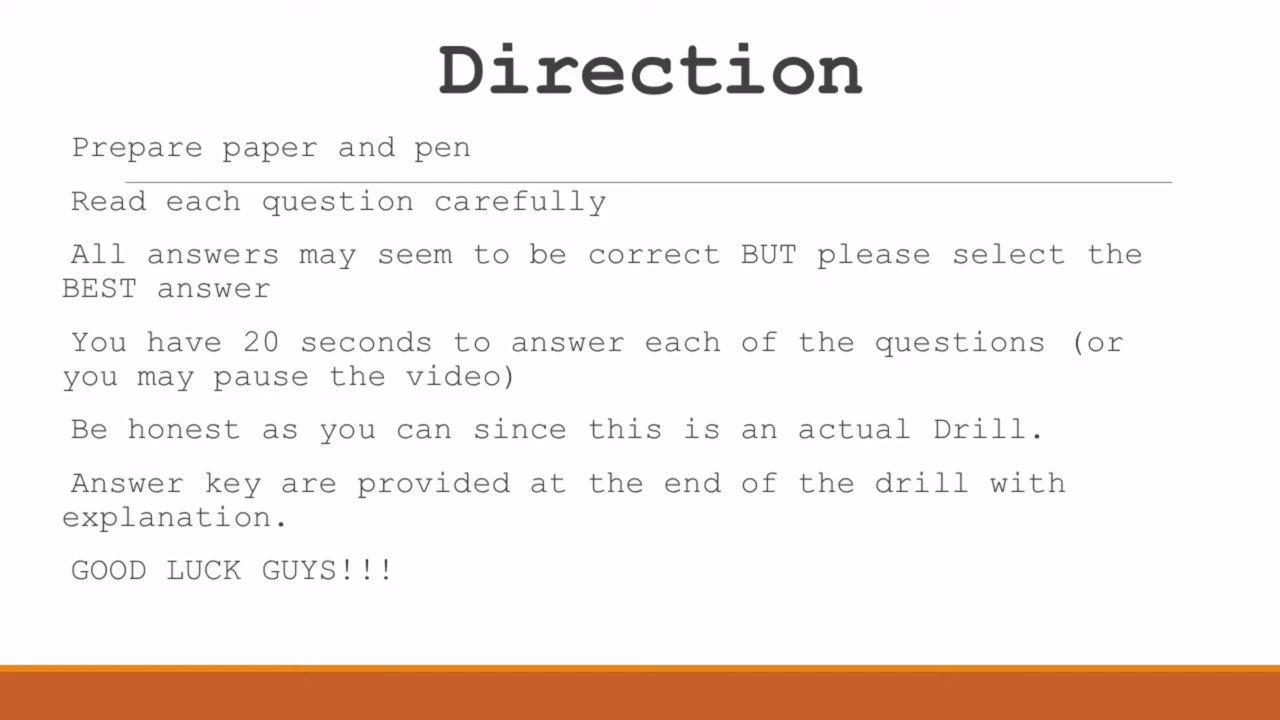 Direction
Prepare paper and pen
Read each question carefully
All answers may seem to be correct BUT please select the
BEST answer
You have 20 seconds to answer each of the questions (or
you may pause the video)
Be honest as you can since this is an actual Drill.
Answer key are provided at the end of the drill with
explanation.
GOOD LUCK GUYS!!!